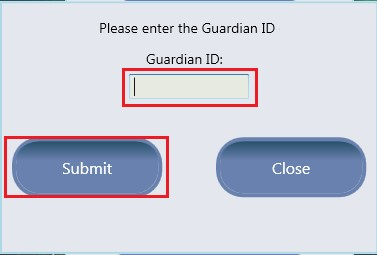 Please enter the Guardian ID
Guardian ID:
Submit
Close